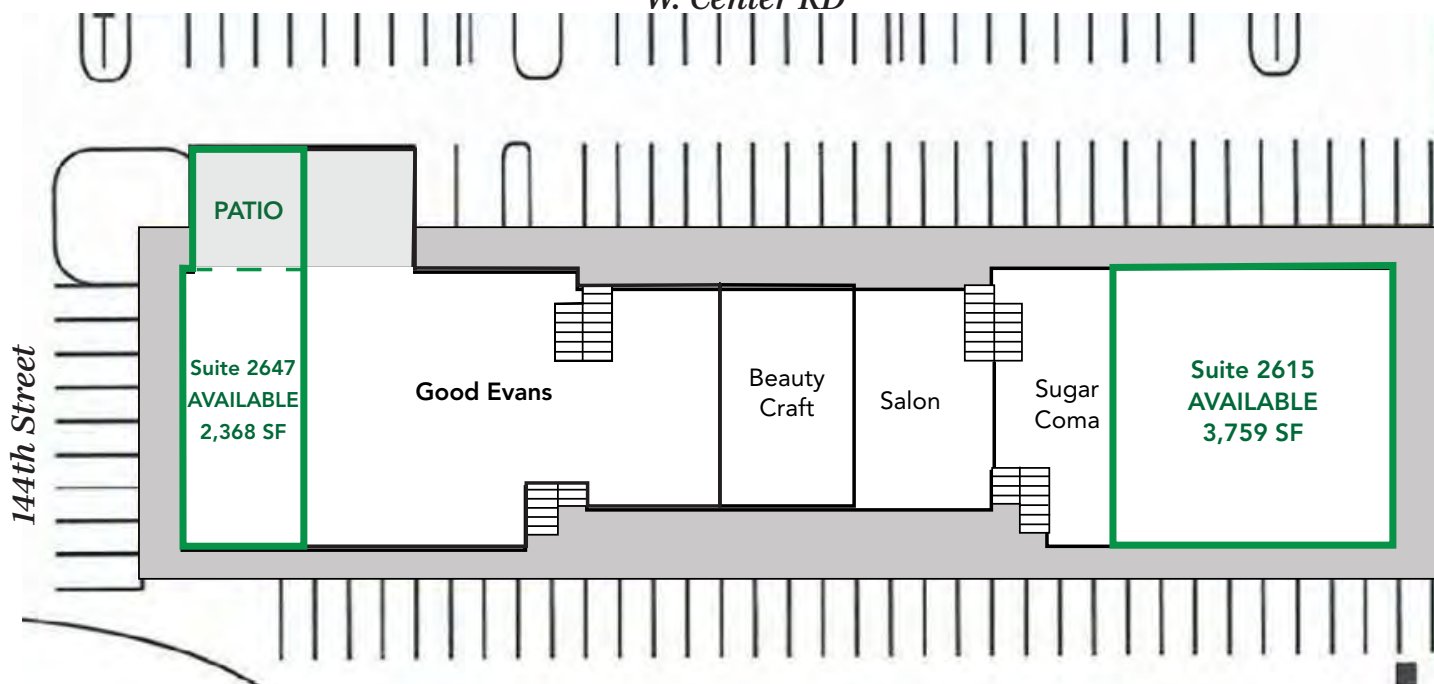 W. Center RD
PATIO
144th Street
Suite 2647
AVAILABLE
2,368 SF
Good Evans
Beauty
Craft
Salon
Sugar
Coma
Suite 2615
AVAILABLE
3,759 SF